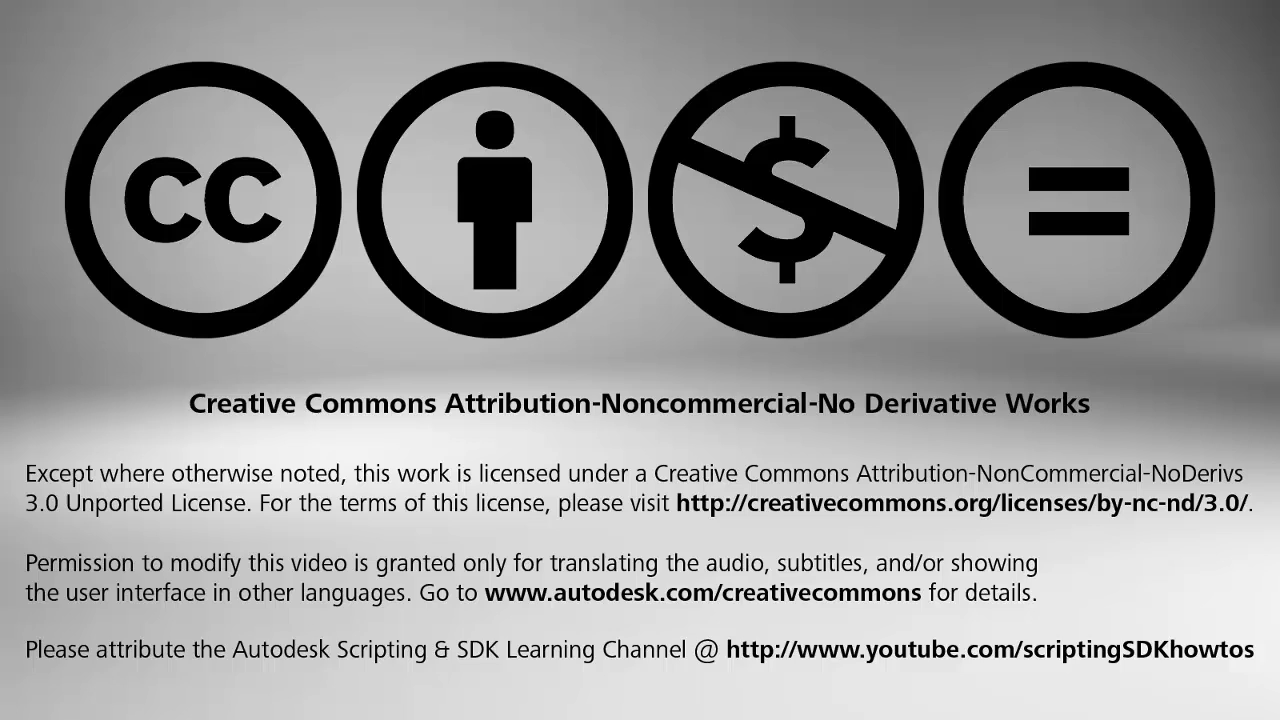 cc
$
=
Creative Commons Attribution-Noncommercial-No Derivative Works
Except where otherwise noted, this work is licensed under a Creative Commons Attribution-NonCommercial-NoDerivs
3.0 Unported License. For the terms of this license, please visit http://creativecommons.org/licenses/by-nc-nd/3.0/.
Permission to modify this video is granted only for translating the audio, subtitles, and/or showing
the user interface in other languages. Go to www.autodesk.com/creativecommons for details.
Please attribute the Autodesk Scripting & SDK Learning Channel @ http://www.youtube.com/scriptingSDKhowtos